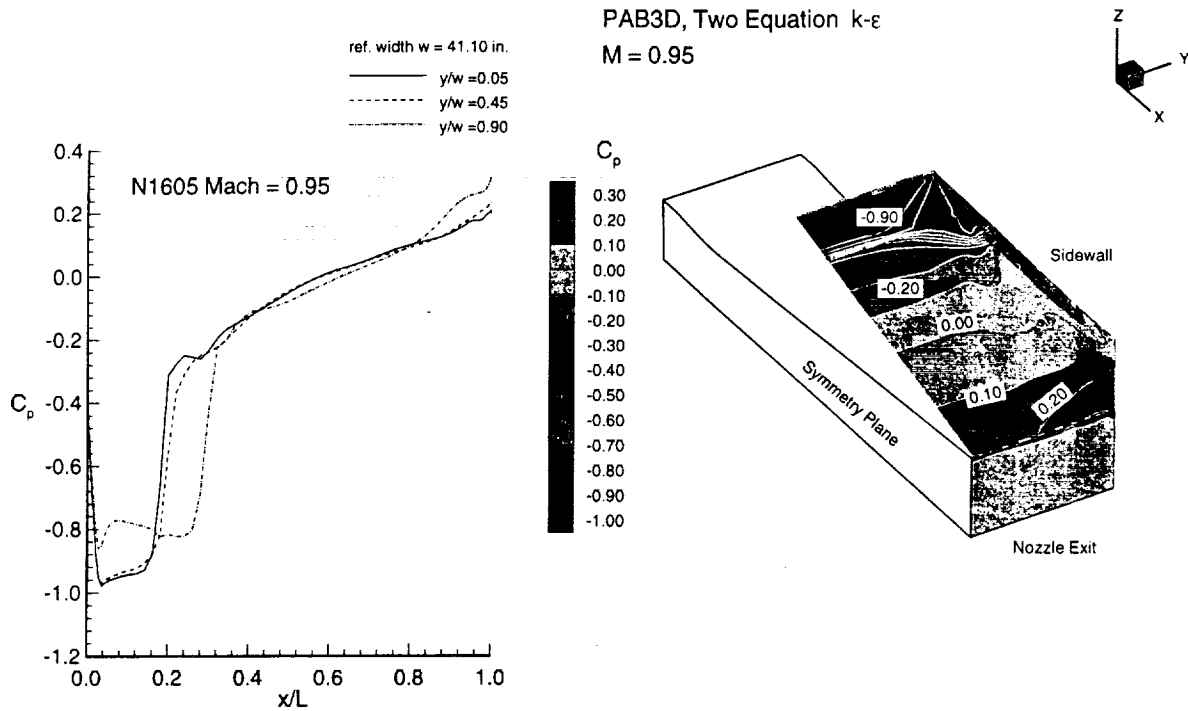 PAB3D, Two Equation k-ε
M = 0.95
Z
Y
X
ref. width w = 41.10 in.
y/w =0.05
y/w =0.45
y/w =0.90
N1605 Mach = 0.95
0.4
0.2
0.0
-0.2
-0.4
-0.6
-0.8
-1.0
-1.2
Cp
0.0 0.2 0.4 0.6 0.8 1.0
x/L
Cp
0.30
0.20
0.10
0.00
-0.10
-0.20
-0.30
-0.40
-0.50
-0.60
-0.70
-0.80
-0.90
-1.00
-0.90
Sidewall
-0.20
0.00
Symmetry Plane
0.10
0.20
Nozzle Exit